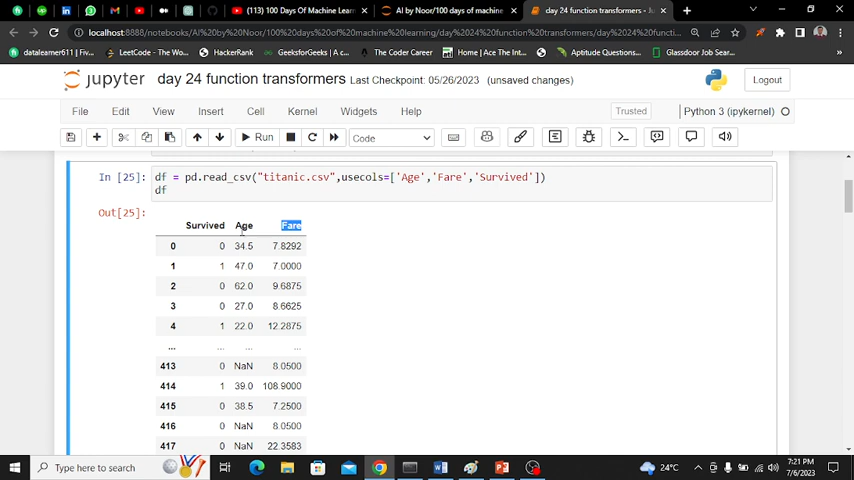 (113) 100 Days Of Machine Learn
AI by Noor/100 days of machine
day 24 function transformers - Ju
localhost:8888/notebooks/AI%20by%20Noor/100%20days%20of%20machine%20learning/day%2024%20function%20transformers/day%2024%20func...
datalearner611 | Fiv...
LeetCode - The Wo...
HackerRank
GeeksforGeeks | A c...
The Coder Career
Home | Ace The Int...
Aptitude Questions...
Glassdoor Job Sear...
jupyter day 24 function transformers Last Checkpoint: 05/26/2023 (unsaved changes)
Logout
File Edit View Insert Cell Kernel Widgets Help
Trusted
Python 3 (ipykernel)
Run
Code
In [25]: df = pd.read_csv("titanic.csv",usecols=['Age','Fare','Survived'])
df
Out[25]:
Survived Age Fare
0 0 34.5 7.8292
1 1 47.0 7.0000
2 0 62.0 9.6875
3 0 27.0 8.6625
4 1 22.0 12.2875
... ... ... ...
413 0 NaN 8.0500
414 1 39.0 108.9000
415 0 38.5 7.2500
416 0 NaN 8.0500
417 0 NaN 22.3583
Type here to search
24°C
7:21 PM
7/6/2023